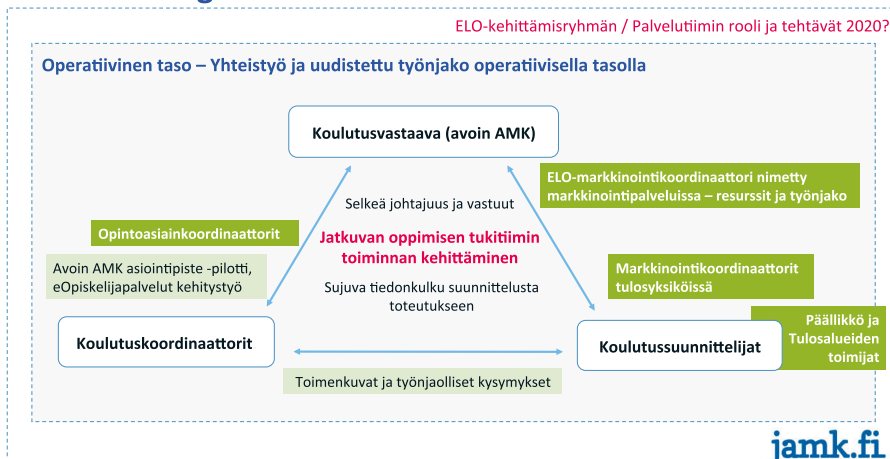 ELO-kehittämisryhmän / Palvelutiimin rooli ja tehtävät 2020?
Operatiivinen taso – Yhteistyö ja uudistettu työnjako operatiivisella tasolla
Koulutusvastaava (avoin AMK)
ELO-markkinointikoordinaattori nimetty
markkinointipalveluissa – resurssit ja työnjako
Selkeä johtajuus ja vastuut
Opintoasiainkoordinaattorit
Jatkuvan oppimisen tukitiimin
toiminnan kehittäminen
Avoin AMK asiointipiste -pilotti,
eOpiskelijapalvelut kehitystyö
Markkinointikoordinaattorit
tulosyksiköissä
Sujuva tiedonkulku suunnittelusta
toteutukseen
Päällikkö ja
Tulosalueiden
toimijat
Koulutuskoordinaattorit
Koulutussuunnittelijat
Toimenkuvat ja työnjaolliset kysymykset
jamk.fi